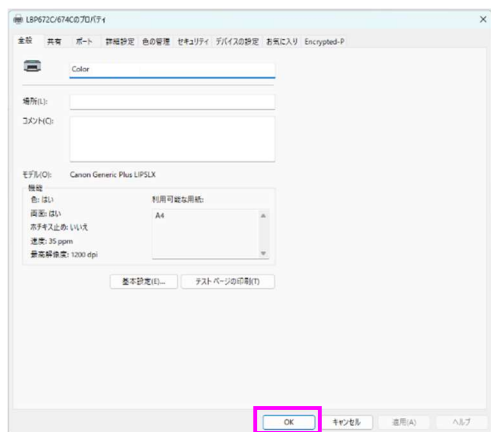 LBP672C/674Cのプロパティ
全般 共有 ポート 詳細設定 色の管理 セキュリティ デバイスの設定 お気に入り Encrypted-P
Color
場所(L):
コメント(C):
モデル(O): Canon Generic Plus LIPSLX
機能
色: はい 利用可能な用紙:
両面: はい A4
ホチキス止め: いいえ
速度: 35 ppm
最高解像度: 1200 dpi
基本設定(E)... テスト ページの印刷(T)
OK キャンセル 適用(A) ヘルプ